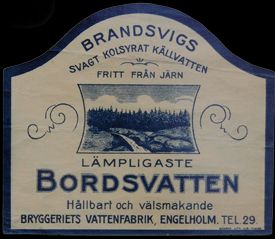 BRANDSVIGS
SVAGT KOLSYRAT KÄLLVATTEN
FRITT FRÅN JÄRN
LÄMPLIGASTE
BORDSVATTEN
Hållbart och välsmakande
BRYGGERIETS VATTENFABRIK, ENGELHOLM. TEL. 29.